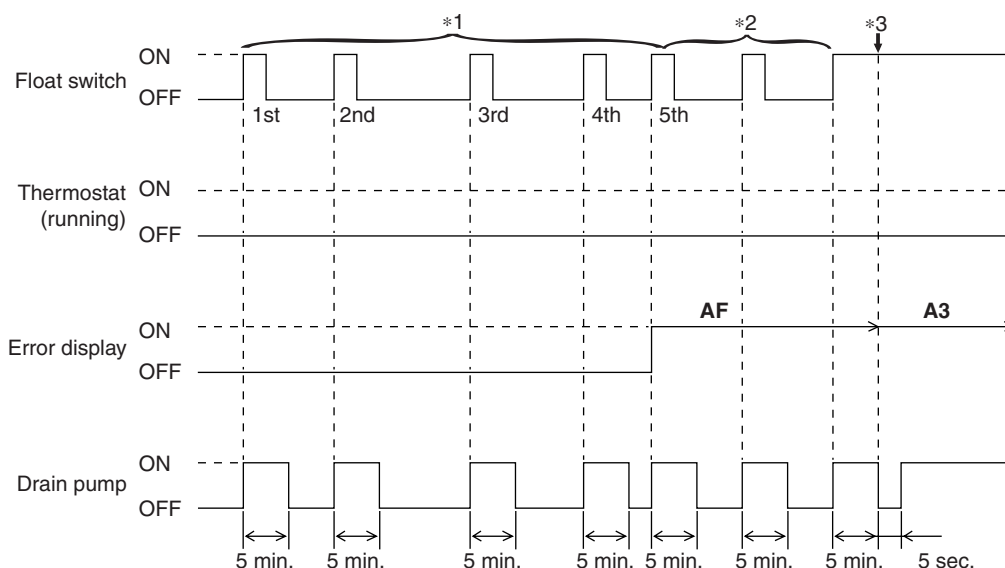 *1
*2
*3
ON
Float switch
OFF
1st
2nd
3rd
4th
5th
ON
Thermostat
(running)
OFF
AF
A3
ON
Error display
OFF
ON
Drain pump
OFF
5 min.
5 min.
5 min.
5 min.
5 min.
5 min.
5 min.
5 sec.